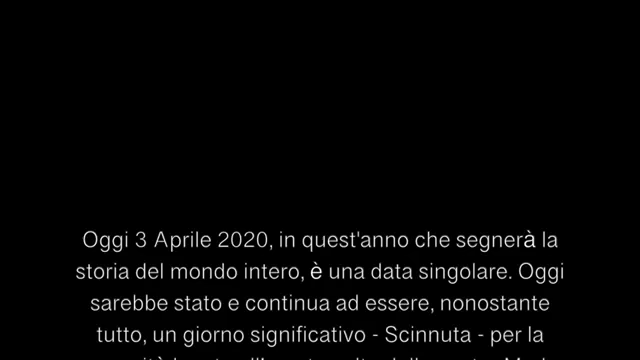 Oggi 3 Aprile 2020, in quest'anno che segnerà la
storia del mondo intero, è una data singolare. Oggi
sarebbe stato e continua ad essere, nonostante
tutto, un giorno significativo - Scinnuta - per la